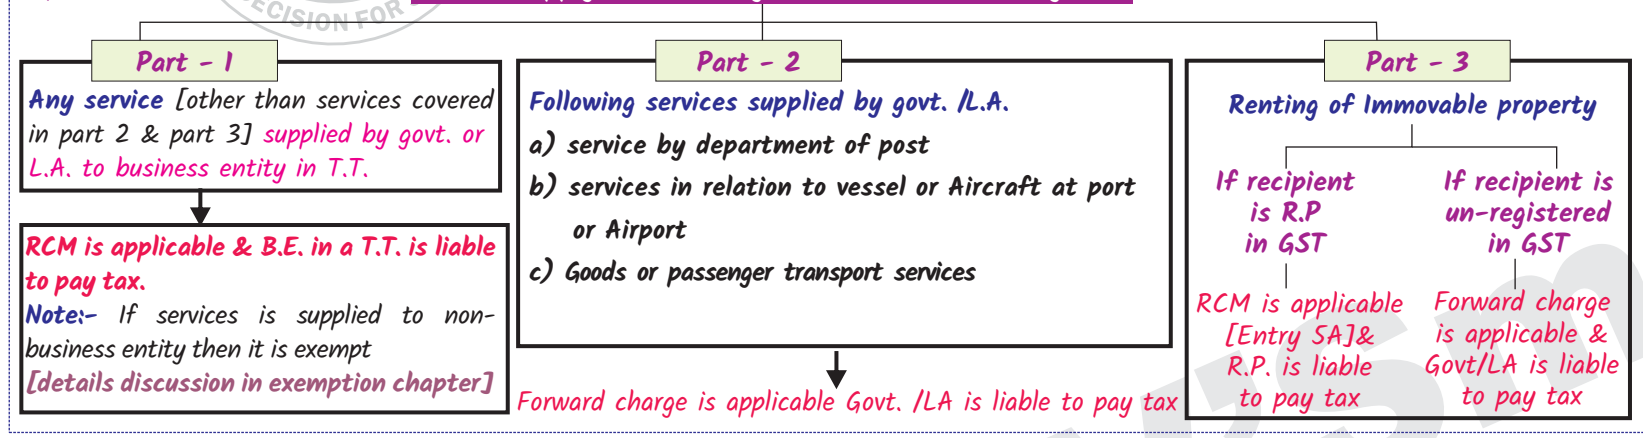 ECISION FOR
Part - 1
Any service [other than services covered
in part 2 & part 3] supplied by govt. or
L.A. to business entity in T.T.
RCM is applicable & B.E. in a T.T. is liable
to pay tax.
Note:- If services is supplied to non-
business entity then it is exempt
[details discussion in exemption chapter]
Part - 2
Following services supplied by govt. /L.A.
a) service by department of post
b) services in relation to vessel or Aircraft at port
or Airport
c) Goods or passenger transport services
Forward charge is applicable Govt. /LA is liable to pay tax
Part - 3
Renting of Immovable property
If recipient
is R.P
in GST
RCM is applicable
[Entry 5A]&
R.P. is liable
to pay tax
If recipient is
un-registered
in GST
Forward charge
is applicable &
Govt/LA is liable
to pay tax